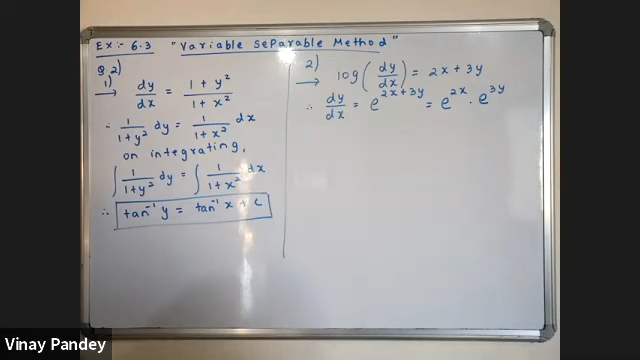 Ex:- 6.3 "Variable Separable Method"
Q.2)
1) → dy/dx = 1 + y² / 1 + x²
∴ 1/1+y² dy = 1/1+x² dx
on integrating,
∫ 1/1+y² dy = ∫ 1/1+x² dx
∴ tan⁻¹ y = tan⁻¹ x + c
2)
→ log (dy/dx) = 2x + 3y
∴ dy/dx = e^2x+3y = e^2x · e^3y
Vinay Pandey